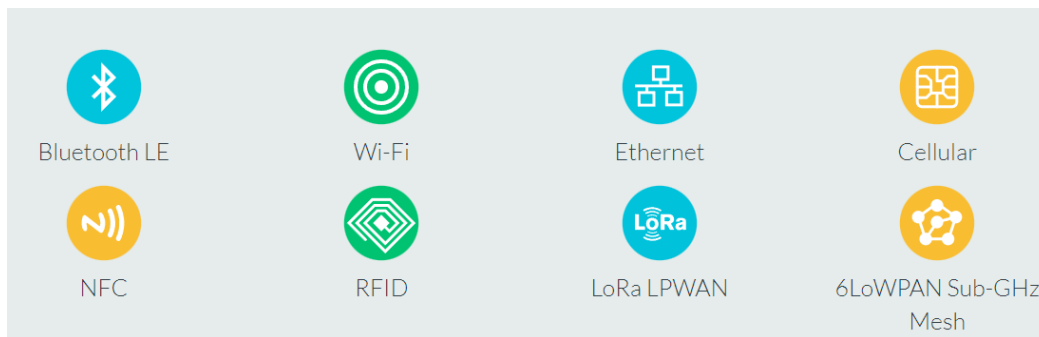 Bluetooth LE
Wi-Fi
Ethernet
Cellular
LoRa
NFC
RFID
LoRa LPWAN
6LoWPAN Sub-GHz
Mesh